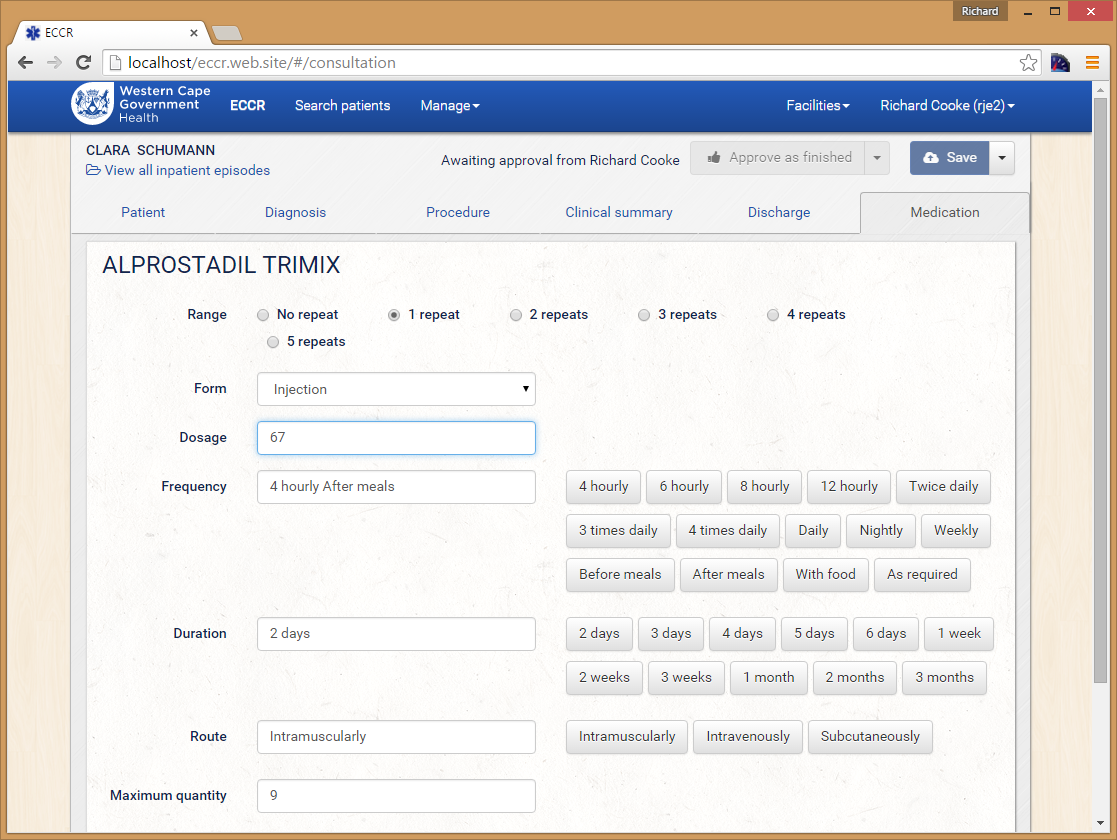 Richard
ECCR
localhost/eccr.web.site/#/consultation
Western Cape
Government
Health
ECCR Search patients Manage Facilities Richard Cooke (rje2)
CLARA SCHUMANN
View all inpatient episodes
Awaiting approval from Richard Cooke Approve as finished Save
Patient Diagnosis Procedure Clinical summary Discharge Medication
ALPROSTADIL TRIMIX
Range No repeat 1 repeat 2 repeats 3 repeats 4 repeats
5 repeats
Form Injection
Dosage 67
Frequency 4 hourly After meals 4 hourly 6 hourly 8 hourly 12 hourly Twice daily
3 times daily 4 times daily Daily Nightly Weekly
Before meals After meals With food As required
Duration 2 days 2 days 3 days 4 days 5 days 6 days 1 week
2 weeks 3 weeks 1 month 2 months 3 months
Route Intramuscularly Intramuscularly Intravenously Subcutaneously
Maximum quantity 9